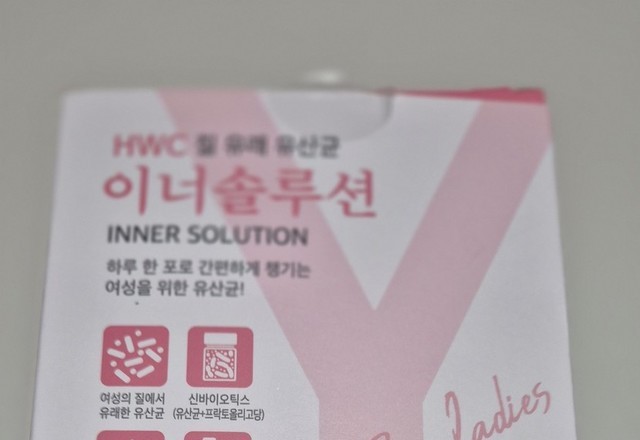 HWC 질 유래 유산균
이너솔루션
INNER SOLUTION
하루 한 포로 간편하게 챙기는
여성을 위한 유산균!
여성의 질에서
유래한 유산균
신바이오틱스
(유산균+프락토올리고당)
Ladies